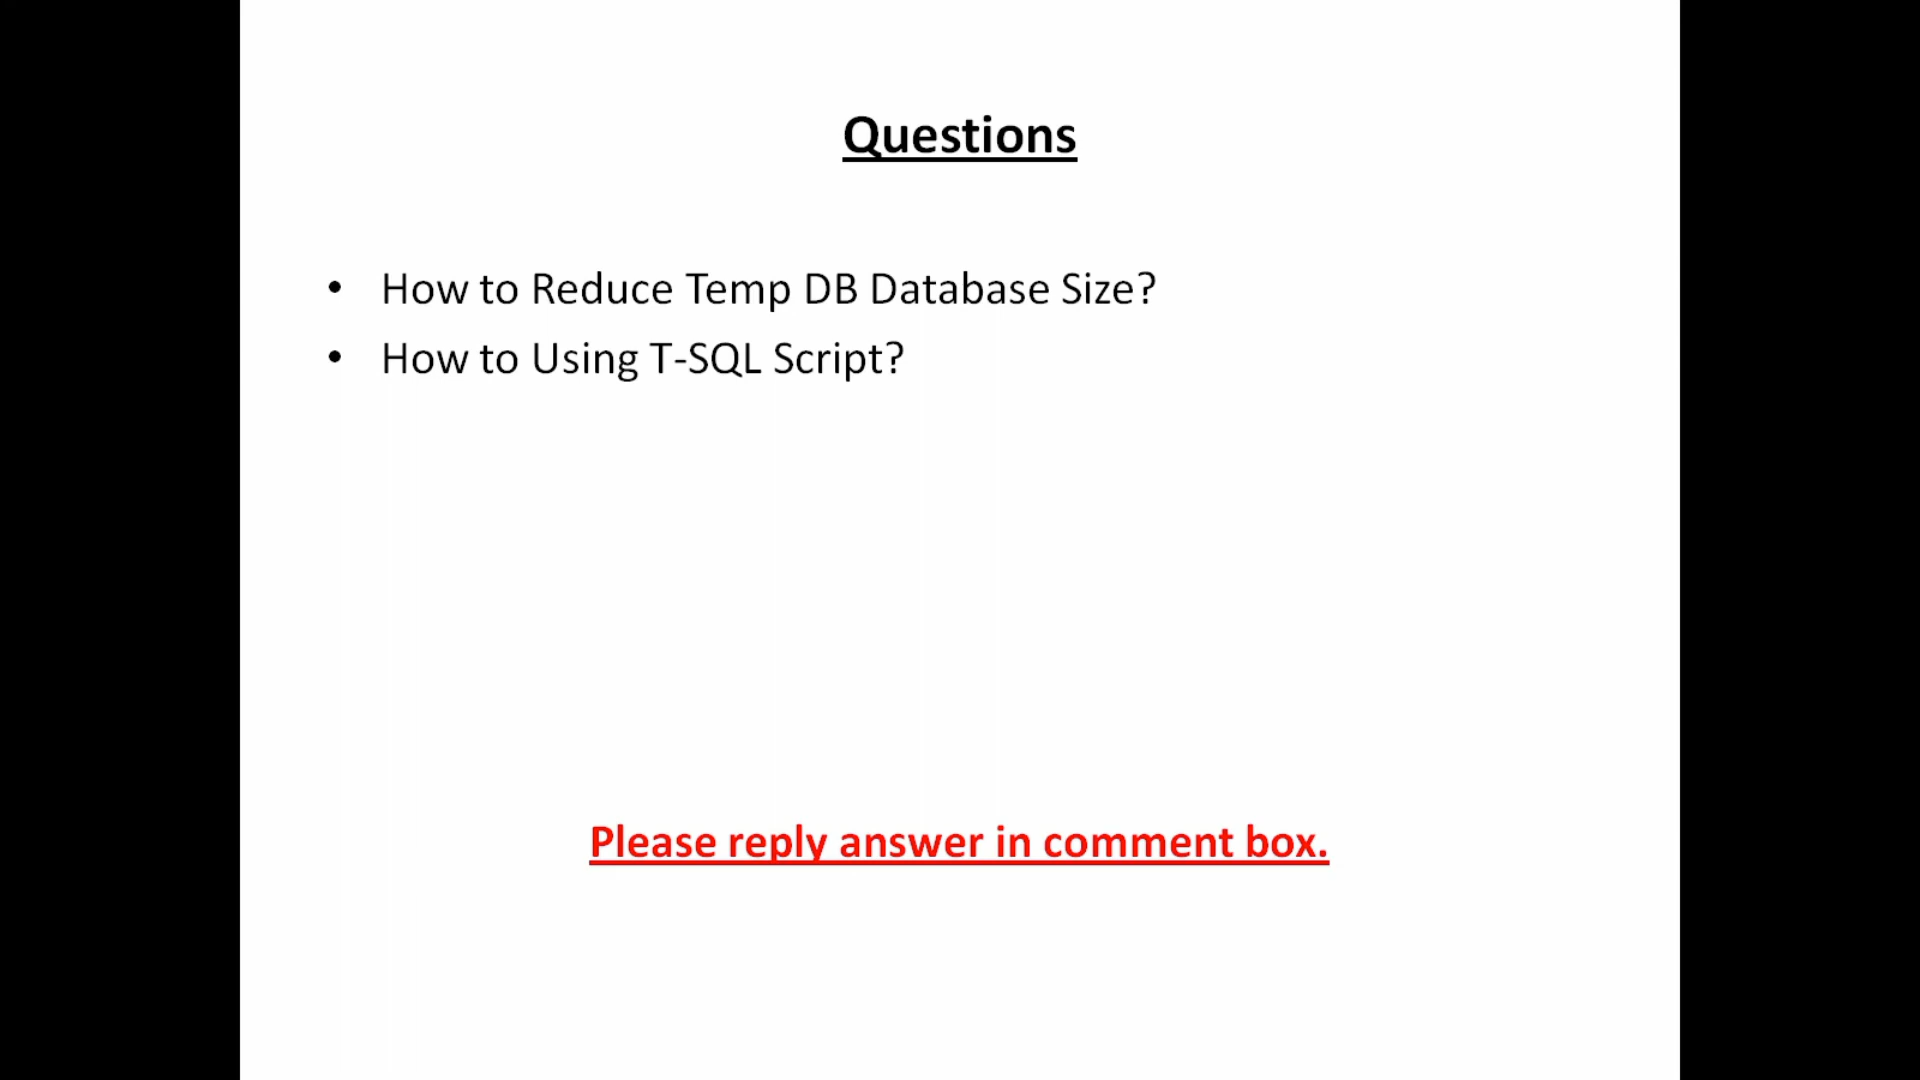 Questions
• How to Reduce Temp DB Database Size?
• How to Using T-SQL Script?
Please reply answer in comment box.